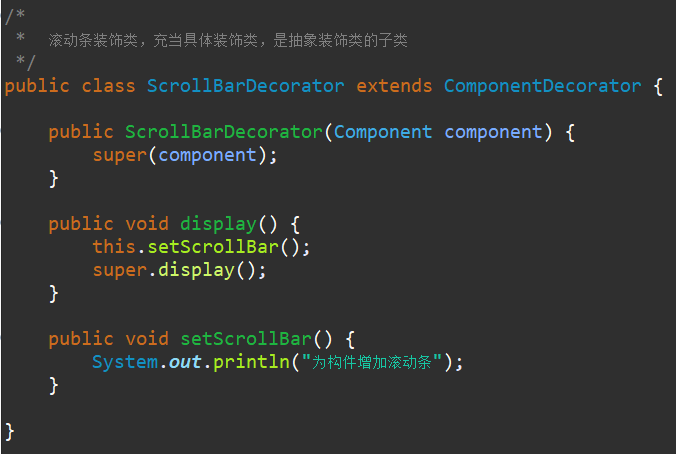 /*
 *  滚动条装饰类，充当具体装饰类，是抽象装饰类的子类
 */
public class ScrollBarDecorator extends ComponentDecorator {
    public ScrollBarDecorator(Component component) {
        super(component);
    }
    public void display() {
        this.setScrollBar();
        super.display();
    }
    public void setScrollBar() {
        System.out.println("为构件增加滚动条");
    }
}